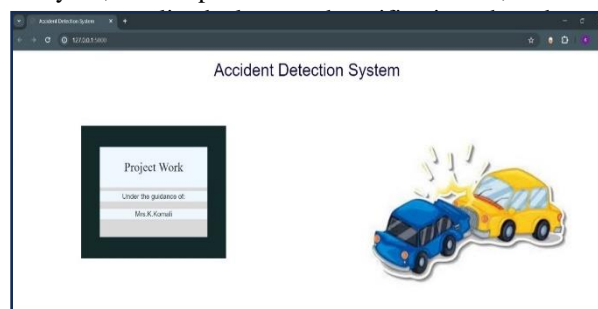 Accident Detection System
127.0.0.1:5000
Accident Detection System
Project Work
Under the guidance of:
Mrs.K.Komali